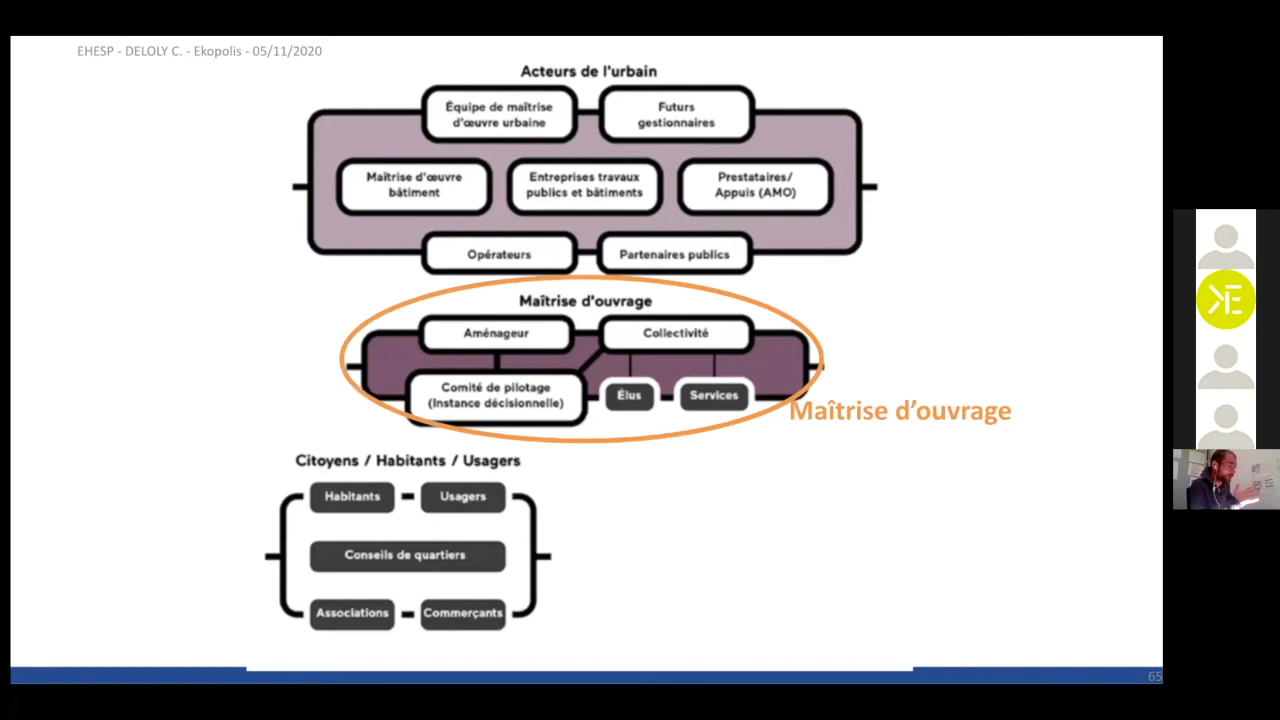 EHESP - DELOLY C. - Ekopolis - 05/11/2020
Acteurs de l'urbain
Équipe de maîtrise
d'œuvre urbaine
Futurs
gestionnaires
Maîtrise d'œuvre
bâtiment
Entreprises travaux
publics et bâtiments
Prestataires/
Appuis (AMO)
Opérateurs
Partenaires publics
Maîtrise d'ouvrage
Aménageur
Collectivité
Comité de pilotage
(Instance décisionnelle)
Élus
Services
Maîtrise d’ouvrage
Citoyens / Habitants / Usagers
Habitants
Usagers
Conseils de quartiers
Associations
Commerçants
65